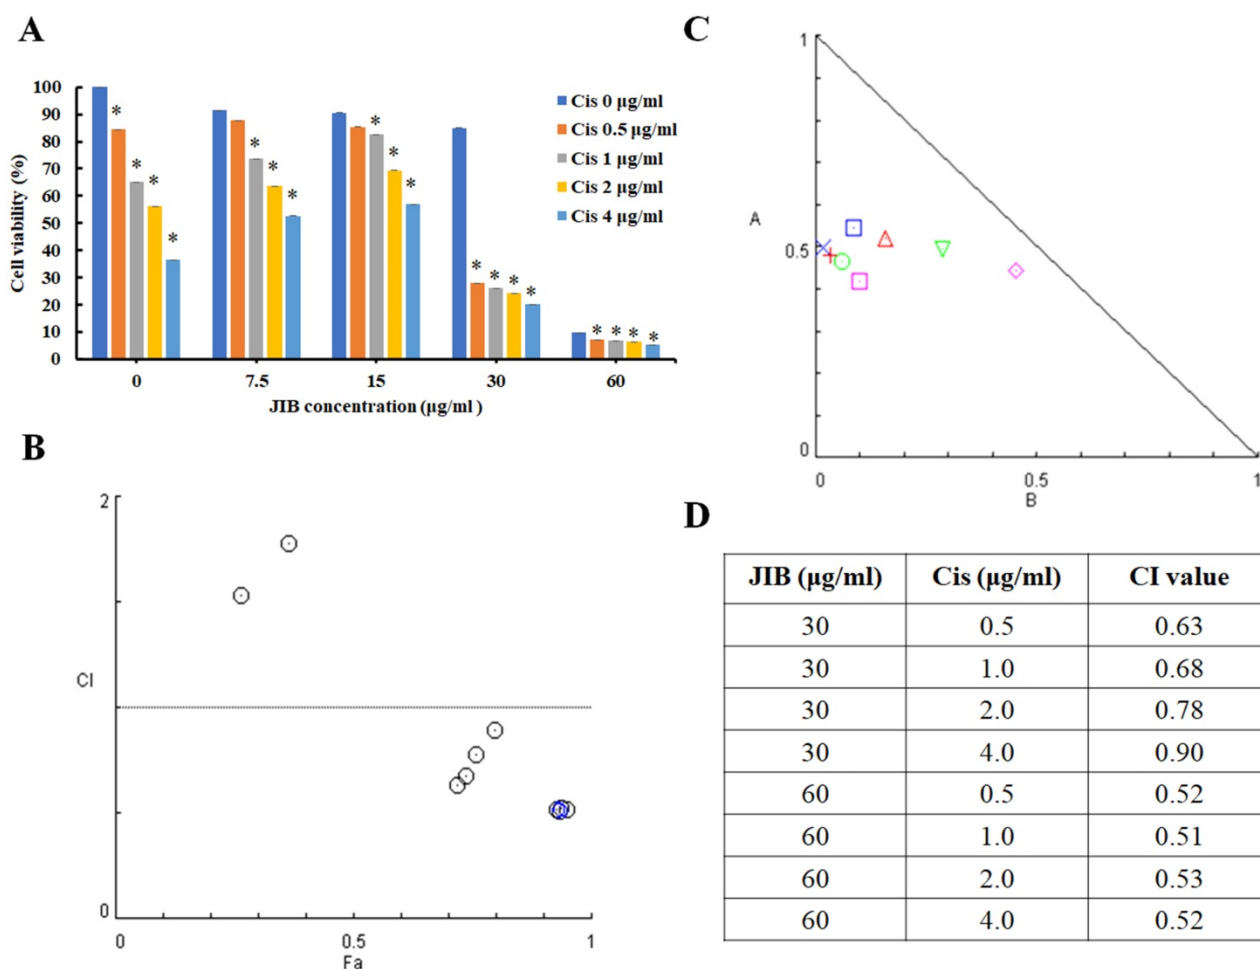 A
100
90
80
70
60
50
40
30
20
10
0
Cell viability (%)
* * * * * * * * * * * * * * * * * *
Cis 0 μg/ml
Cis 0.5 μg/ml
Cis 1 μg/ml
Cis 2 μg/ml
Cis 4 μg/ml
0 7.5 15 30 60
JIB concentration (μg/ml )
B
2
CI
0
0 0.5 1
Fa
C
1
A
0.5
0
0 0.5 1
B
D
JIB (μg/ml) Cis (μg/ml) CI value
30 0.5 0.63
30 1.0 0.68
30 2.0 0.78
30 4.0 0.90
60 0.5 0.52
60 1.0 0.51
60 2.0 0.53
60 4.0 0.52